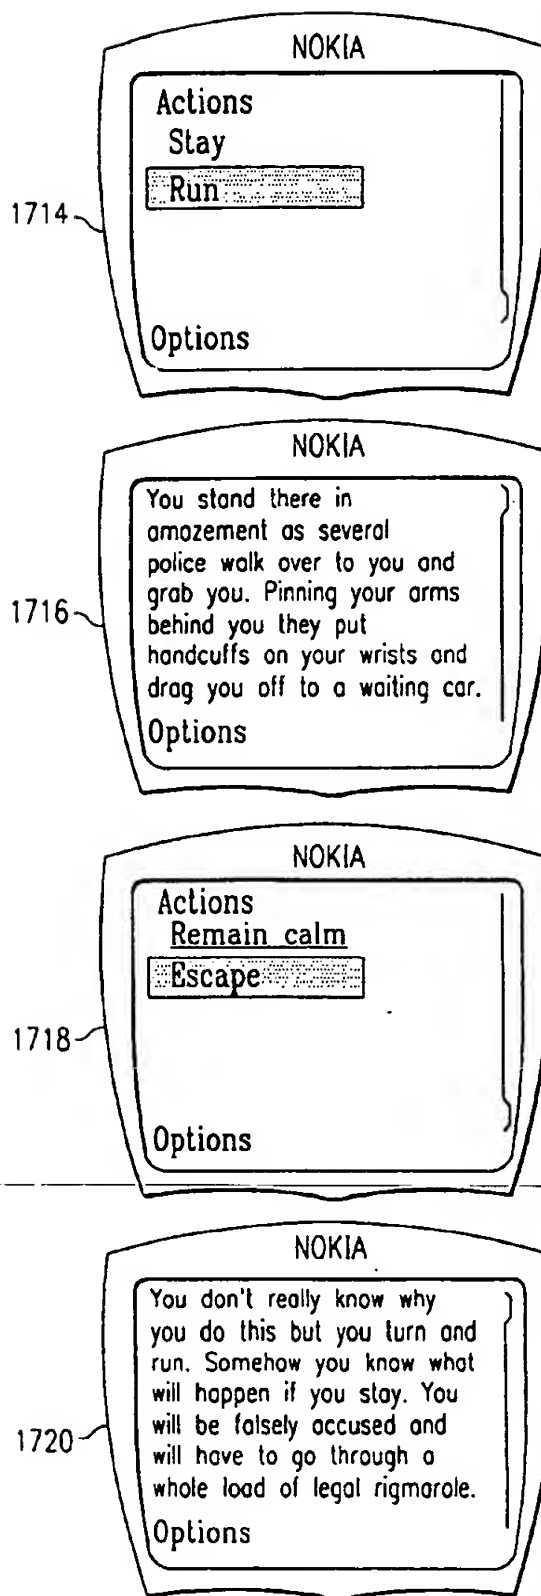 NOKIA
Actions
Stay
Run
Options
1714
NOKIA
You stand there in
amazement as several
police walk over to you and
grab you. Pinning your arms
behind you they put
handcuffs on your wrists and
drag you off to a waiting car.
Options
1716
NOKIA
Actions
Remain calm
Escape
Options
1718
NOKIA
You don't really know why
you do this but you turn and
run. Somehow you know what
will happen if you stay. You
will be falsely accused and
will have to go through a
whole load of legal rigmarole.
Options
1720